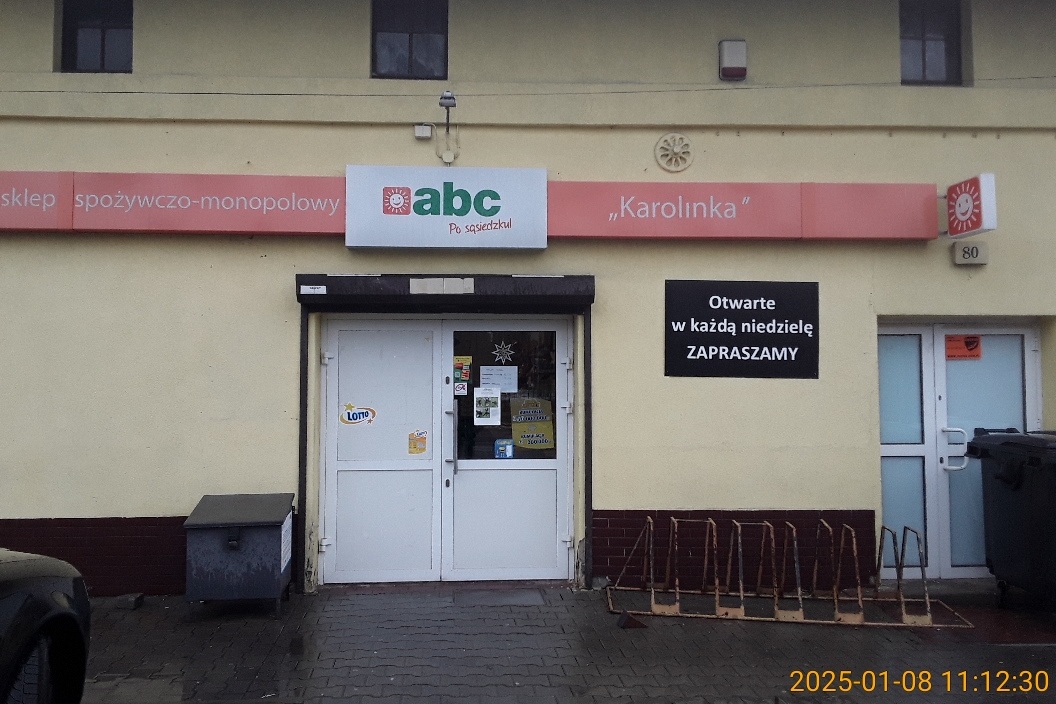 sklep spożywczo-monopolowy
abc
Po sąsiedzku!
„Karolinka”
80
Otwarte
w każdą niedzielę
ZAPRASZAMY
LOTTO
2025-01-08 11:12:30